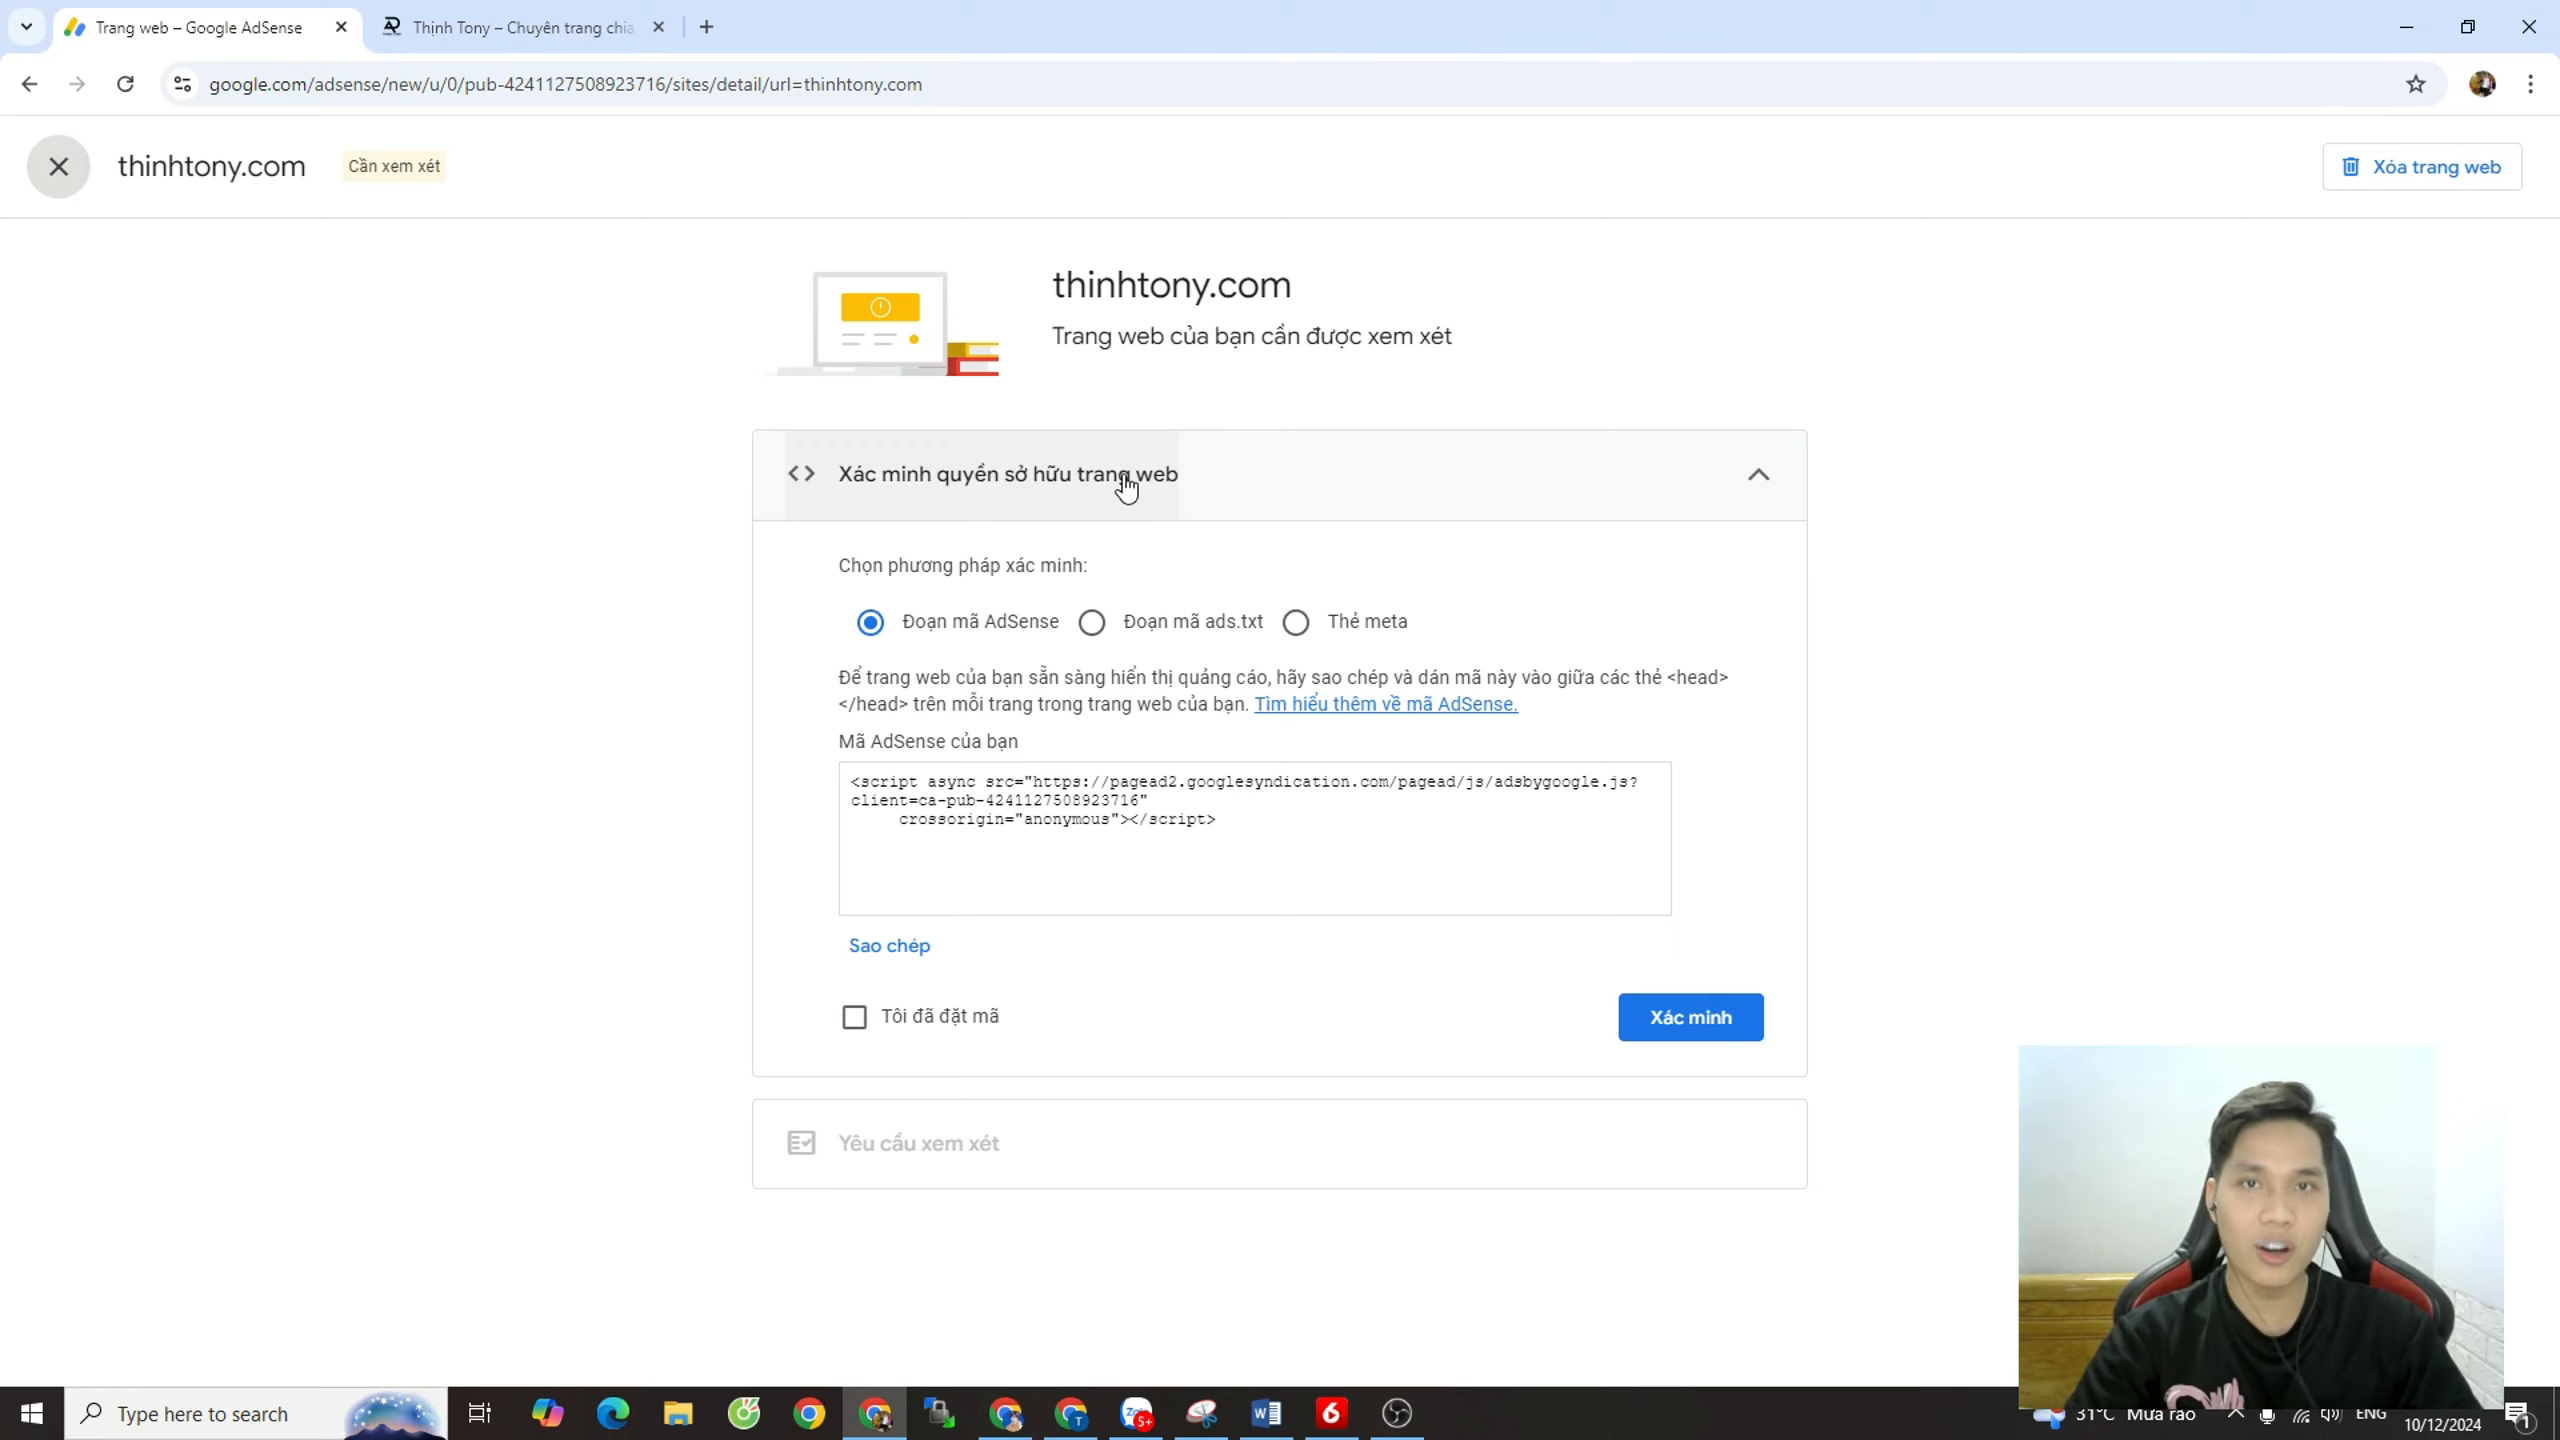 Trang web – Google AdSense
Thịnh Tony – Chuyên trang chia
google.com/adsense/new/u/0/pub-4241127508923716/sites/detail/url=thinhtony.com
thinhtony.com
Cần xem xét
Xóa trang web
thinhtony.com
Trang web của bạn cần được xem xét
Xác minh quyền sở hữu trang web
Chọn phương pháp xác minh:
Đoạn mã AdSense
Đoạn mã ads.txt
Thẻ meta
Để trang web của bạn sẵn sàng hiển thị quảng cáo, hãy sao chép và dán mã này vào giữa các thẻ <head>
</head> trên mỗi trang trong trang web của bạn. Tìm hiểu thêm về mã AdSense.
Mã AdSense của bạn
<script async src="https://pagead2.googlesyndication.com/pagead/js/adsbygoogle.js?
client=ca-pub-4241127508923716"
crossorigin="anonymous"></script>
Sao chép
Tôi đã đặt mã
Xác minh
Yêu cầu xem xét
Type here to search
5+
31°C Mưa rào
ENG
10/12/2024
1